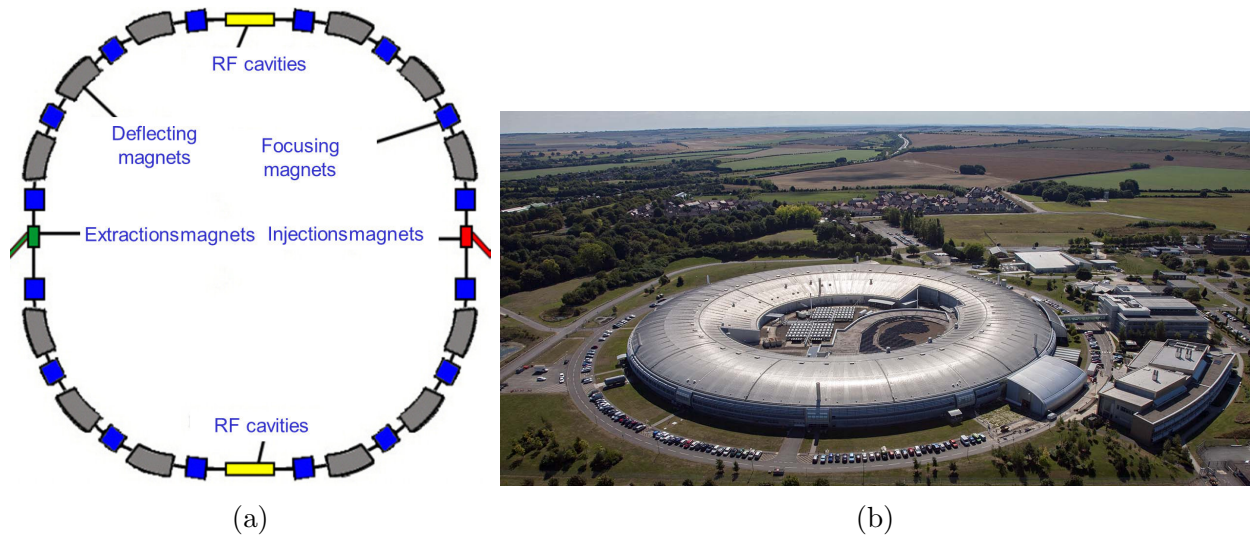 RF cavities
Deflecting
magnets
Focusing
magnets
Extractionsmagnets
Injectionsmagnets
RF cavities
(a)
(b)